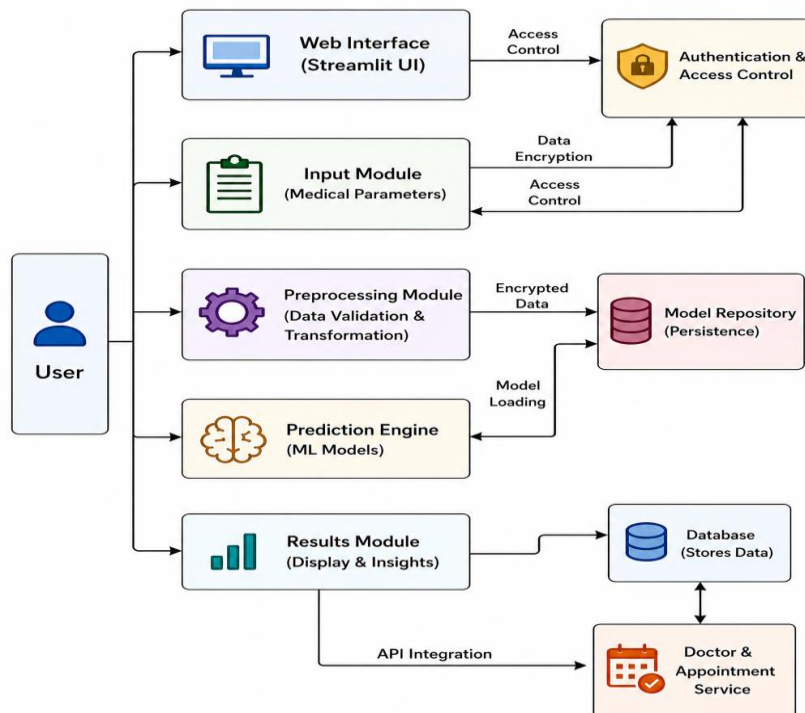 Web Interface
(Streamlit UI)
Access
Control
Authentication &
Access Control
Input Module
(Medical Parameters)
Data
Encryption
Access
Control
User
Preprocessing Module
(Data Validation &
Transformation)
Encrypted
Data
Model Repository
(Persistence)
Model
Loading
Prediction Engine
(ML Models)
Results Module
(Display & Insights)
Database
(Stores Data)
API Integration
Doctor &
Appointment
Service